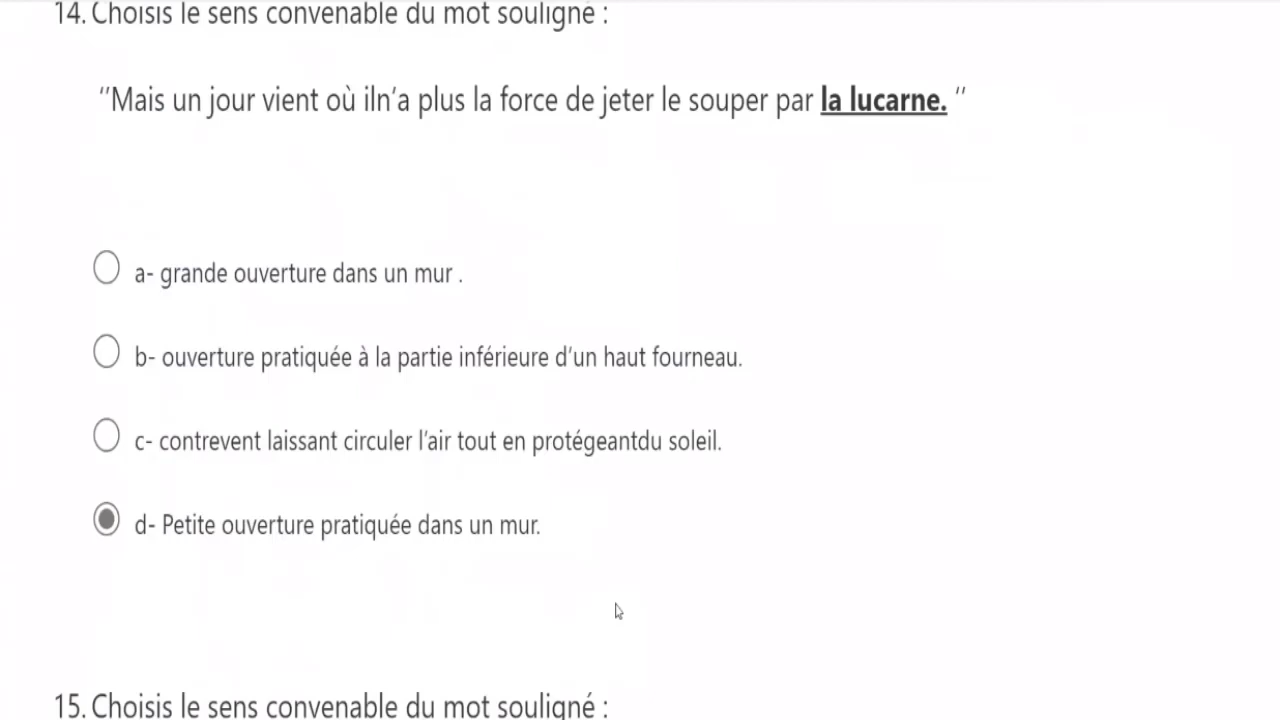 14. Choisis le sens convenable du mot souligné :
‘’Mais un jour vient où iln’a plus la force de jeter le souper par la lucarne. ’’
a- grande ouverture dans un mur .
b- ouverture pratiquée à la partie inférieure d’un haut fourneau.
c- contrevent laissant circuler l’air tout en protégeantdu soleil.
d- Petite ouverture pratiquée dans un mur.
15. Choisis le sens convenable du mot souligné :